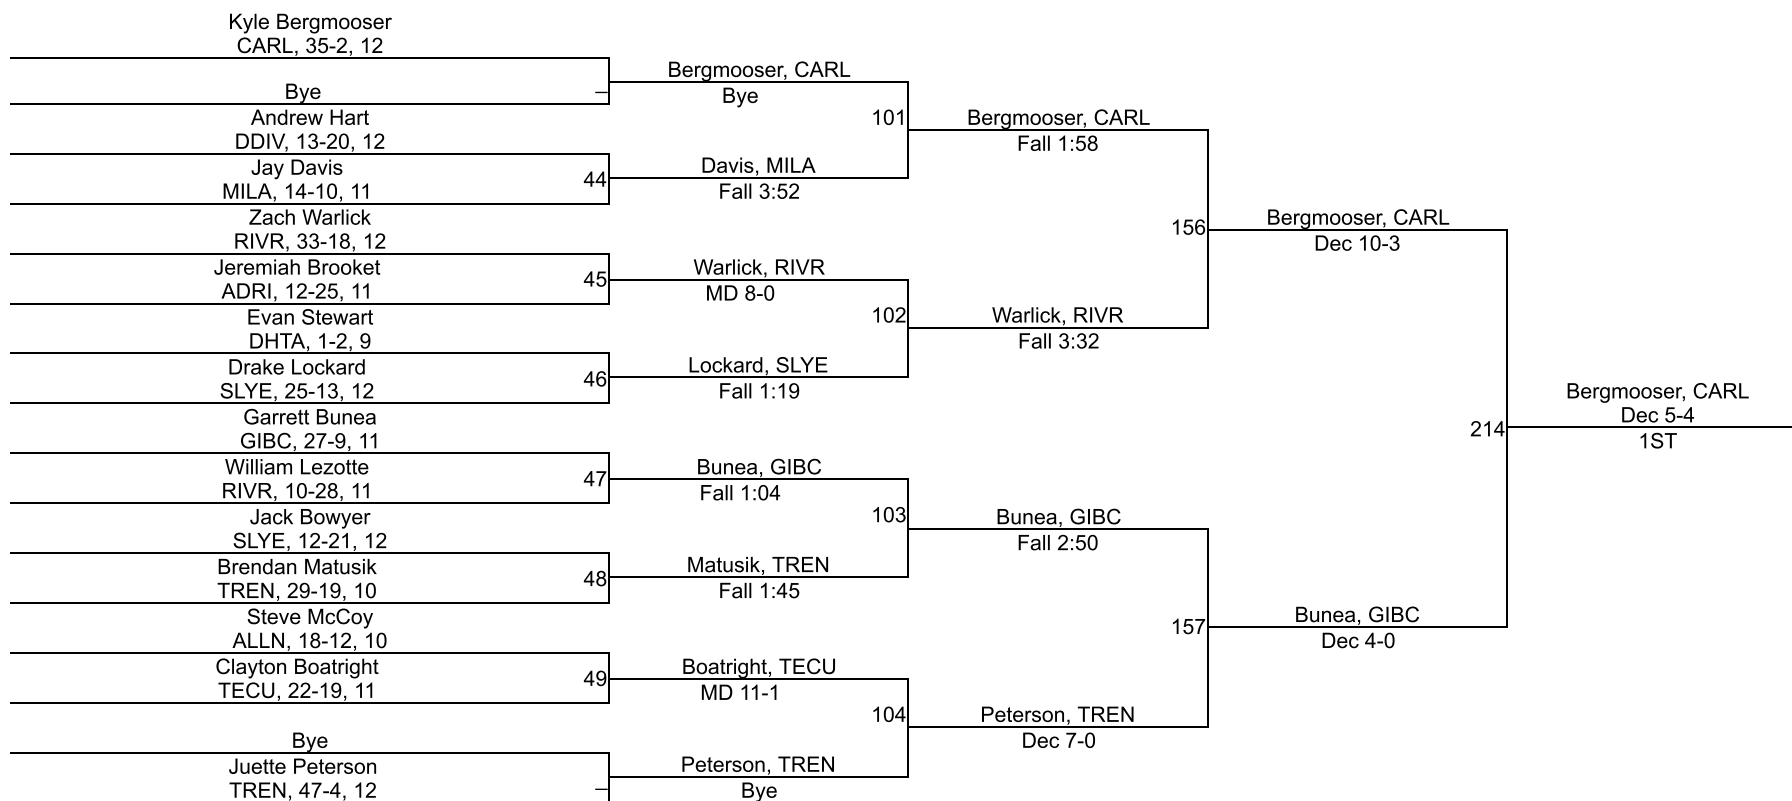 Kyle Bergmooser
CARL, 35-2, 12
Bye
Andrew Hart
DDIV, 13-20, 12
Jay Davis
MILA, 14-10, 11
Zach Warlick
RIVR, 33-18, 12
Jeremiah Brooket
ADRI, 12-25, 11
Evan Stewart
DHTA, 1-2, 9
Drake Lockard
SLYE, 25-13, 12
Garrett Bunea
GIBC, 27-9, 11
William Lezotte
RIVR, 10-28, 11
Jack Bowyer
SLYE, 12-21, 12
Brendan Matusik
TREN, 29-19, 10
Steve McCoy
ALLN, 18-12, 10
Clayton Boatright
TECU, 22-19, 11
Bye
Juette Peterson
TREN, 47-4, 12
–
44
45
46
47
48
49
–
Bergmooser, CARL
Bye
Davis, MILA
Fall 3:52
Warlick, RIVR
MD 8-0
Lockard, SLYE
Fall 1:19
Bunea, GIBC
Fall 1:04
Matusik, TREN
Fall 1:45
Boatright, TECU
MD 11-1
Peterson, TREN
Bye
101
102
103
104
Bergmooser, CARL
Fall 1:58
Warlick, RIVR
Fall 3:32
Bunea, GIBC
Fall 2:50
Peterson, TREN
Dec 7-0
156
157
Bergmooser, CARL
Dec 10-3
Bunea, GIBC
Dec 4-0
214
Bergmooser, CARL
Dec 5-4
1ST